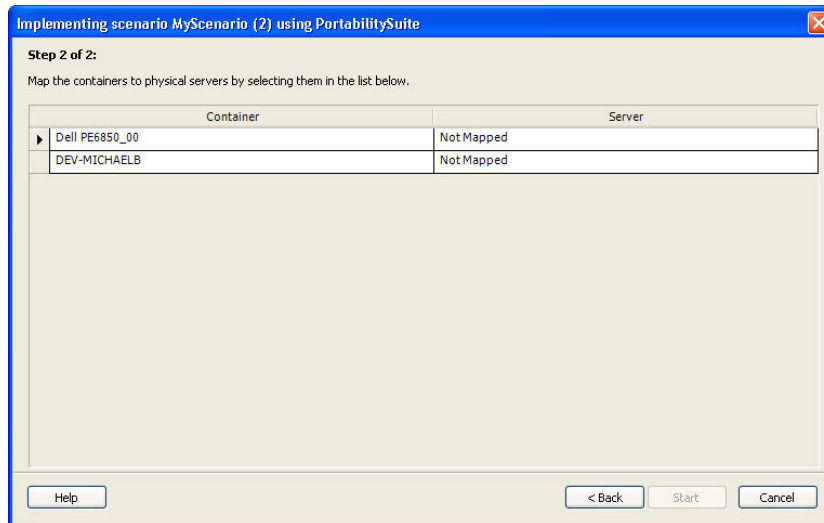 Implementing scenario MyScenario (2) using PortabilitySuite
Step 2 of 2:
Map the containers to physical servers by selecting them in the list below.
Container Server
Dell PE6850_00 Not Mapped
DEV-MICHAELB Not Mapped
Help < Back Start Cancel